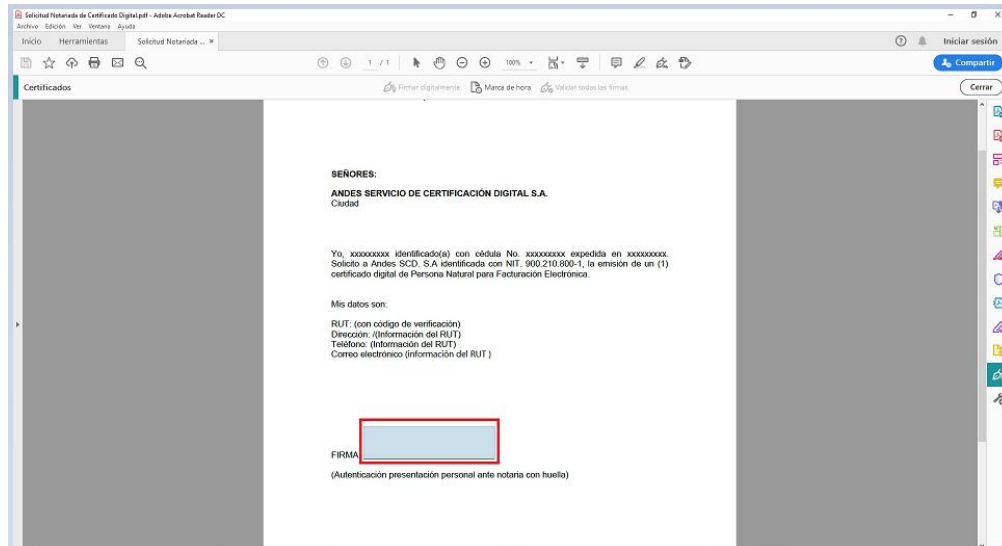 Solicitud Notariada de Certificado Digital.pdf - Adobe Acrobat Reader DC
Archivo Edición Ver Ventana Ayuda
Inicio Herramientas Solicitud Notariada ... × Iniciar sesión
1 / 1 100% Compartir
Certificados Firmar digitalmente Marca de hora Validar todas las firmas Cerrar
SEÑORES:
ANDES SERVICIO DE CERTIFICACIÓN DIGITAL S.A.
Ciudad
Yo, xxxxxxxxx identificado(a) con cédula No. xxxxxxxxx expedida en xxxxxxxxx.
Solicito a Andes SCD. S.A identificada con NIT. 900.210.800-1, la emisión de un (1)
certificado digital de Persona Natural para Facturación Electrónica.
Mis datos son:
RUT: (con código de verificación)
Dirección: /(Información del RUT)
Teléfono: (Información del RUT)
Correo electrónico (información del RUT )
FIRMA
(Autenticación presentación personal ante notaria con huella)